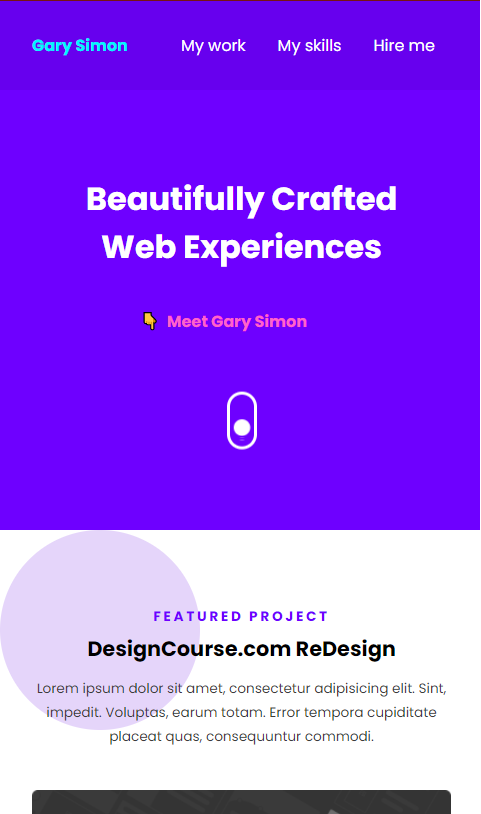 Gary Simon My work My skills Hire me
Beautifully Crafted
Web Experiences
👇 Meet Gary Simon
FEATURED PROJECT
DesignCourse.com ReDesign
Lorem ipsum dolor sit amet, consectetur adipisicing elit. Sint,
impedit. Voluptas, earum totam. Error tempora cupiditate
placeat quas, consequuntur commodi.